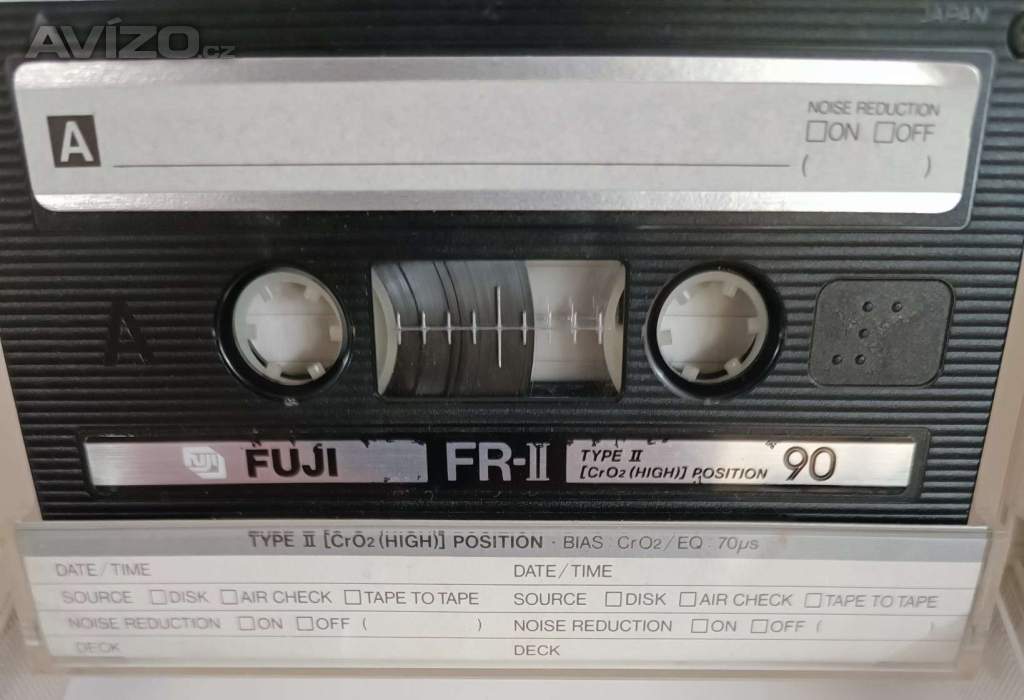 AVÍZO.cz
JAPAN
A
NOISE REDUCTION
□ON □OFF
( )
A
FUJI FUJI FR-II TYPE II
[CrO2 (HIGH)] POSITION 90
TYPE II [CrO2 (HIGH)] POSITION · BIAS : CrO2/EQ : 70µs
DATE/TIME DATE/TIME
SOURCE □DISK □AIR CHECK □TAPE TO TAPE SOURCE □DISK □AIR CHECK □TAPE TO TAPE
NOISE REDUCTION □ON □OFF ( ) NOISE REDUCTION □ON □OFF ( )
DECK DECK